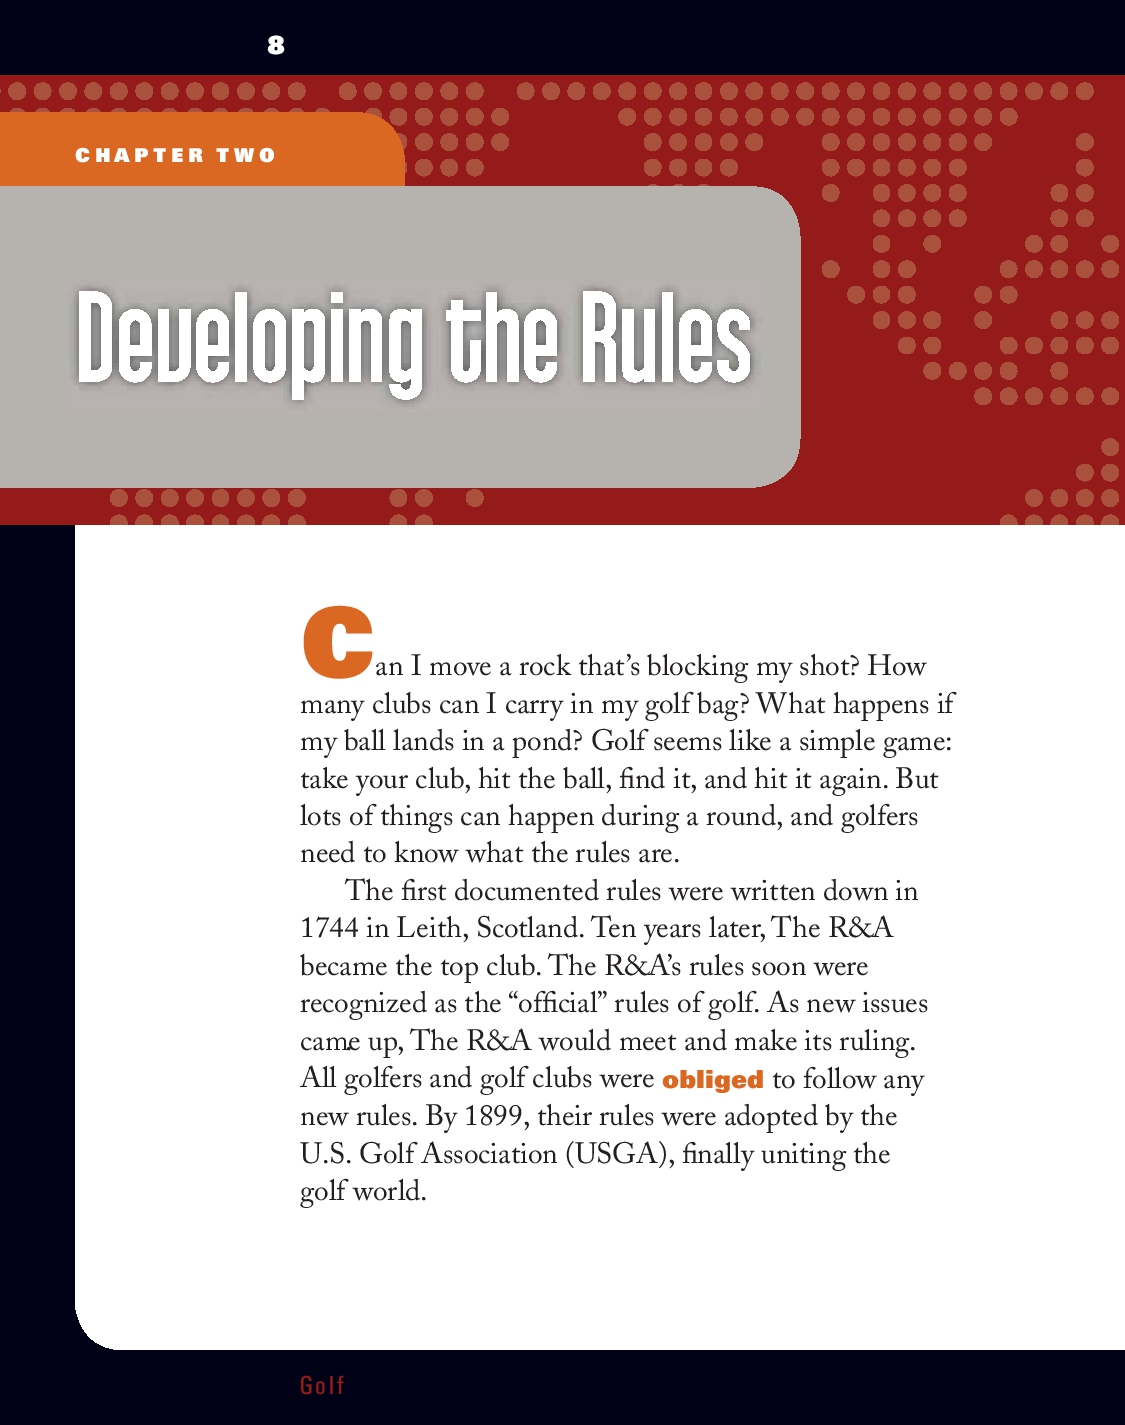 8
CHAPTER TWO
Developing the Rules
Can I move a rock that’s blocking my shot? How
many clubs can I carry in my golf bag? What happens if
my ball lands in a pond? Golf seems like a simple game:
take your club, hit the ball, find it, and hit it again. But
lots of things can happen during a round, and golfers
need to know what the rules are.
The first documented rules were written down in
1744 in Leith, Scotland. Ten years later, The R&A
became the top club. The R&A’s rules soon were
recognized as the “official” rules of golf. As new issues
came up, The R&A would meet and make its ruling.
All golfers and golf clubs were obliged to follow any
new rules. By 1899, their rules were adopted by the
U.S. Golf Association (USGA), finally uniting the
golf world.
Golf